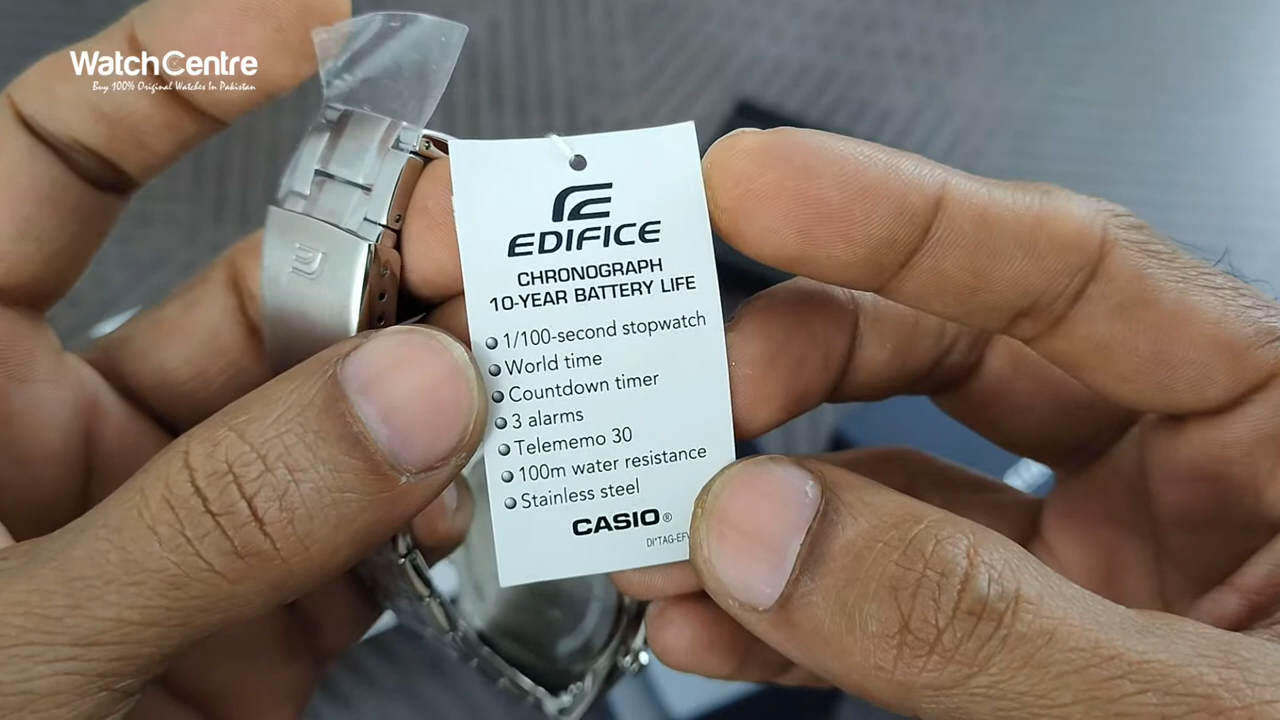 WatchCentre
Buy 100% Original Watches In Pakistan
EDIFICE
CHRONOGRAPH
10-YEAR BATTERY LIFE
1/100-second stopwatch
World time
Countdown timer
3 alarms
Telememo 30
100m water resistance
Stainless steel
CASIO®